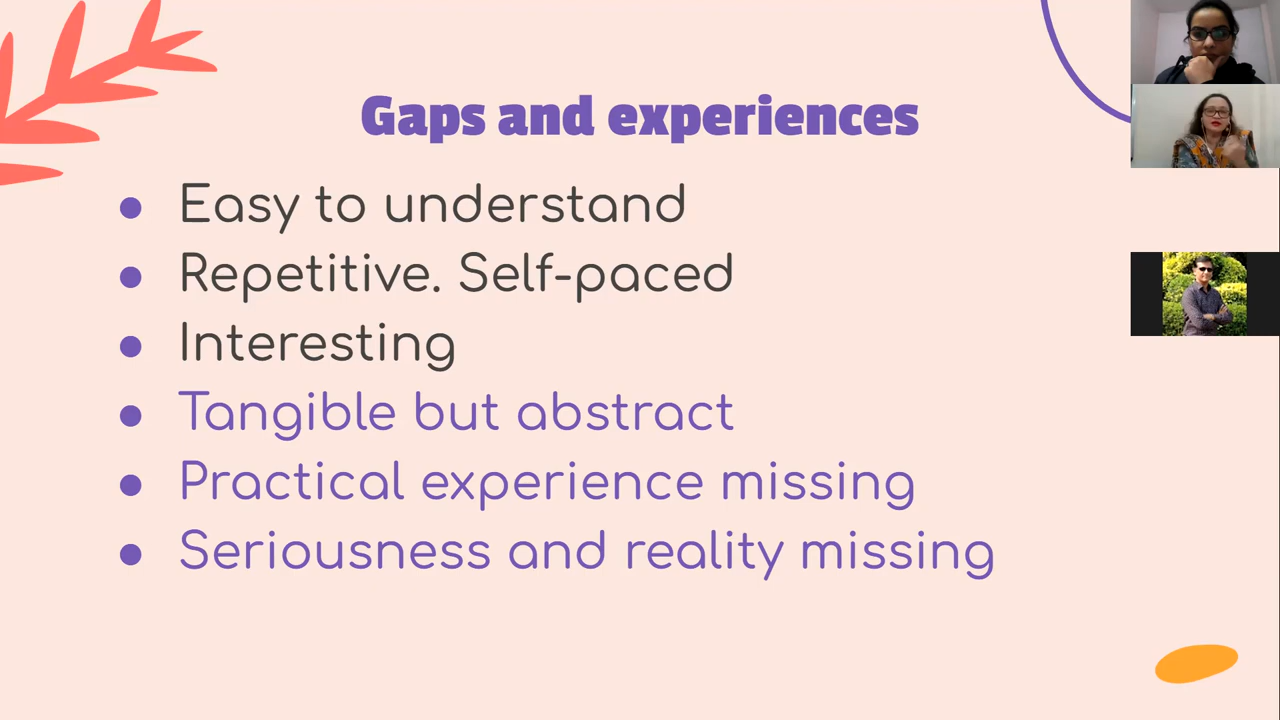 Gaps and experiences
Easy to understand
Repetitive. Self-paced
Interesting
Tangible but abstract
Practical experience missing
Seriousness and reality missing